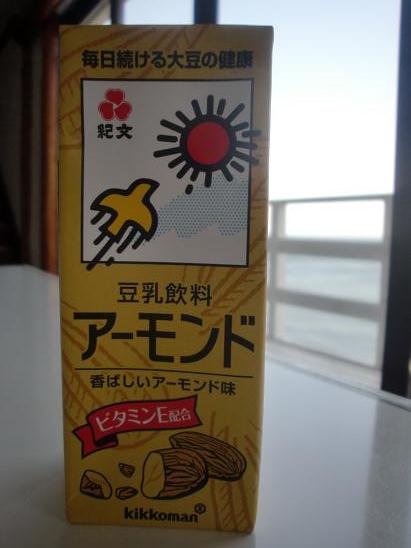 毎日続ける大豆の健康
紀文
豆乳飲料
アーモンド
香ばしいアーモンド味
ビタミンE配合
kikkoman®